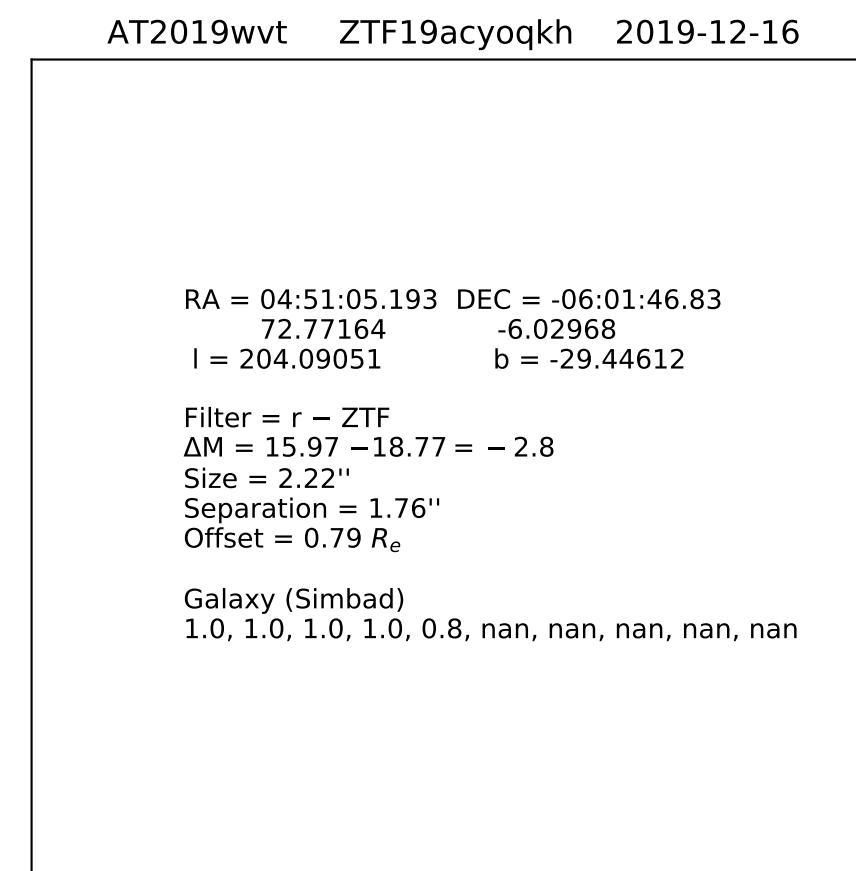 AT2019wvt ZTF19acyoqkh 2019-12-16
RA = 04:51:05.193 DEC = -06:01:46.83
72.77164 -6.02968
l = 204.09051 b = -29.44612
Filter = r − ZTF
ΔM = 15.97 −18.77 = − 2.8
Size = 2.22''
Separation = 1.76''
Offset = 0.79 Rₑ
Galaxy (Simbad)
1.0, 1.0, 1.0, 1.0, 0.8, nan, nan, nan, nan, nan